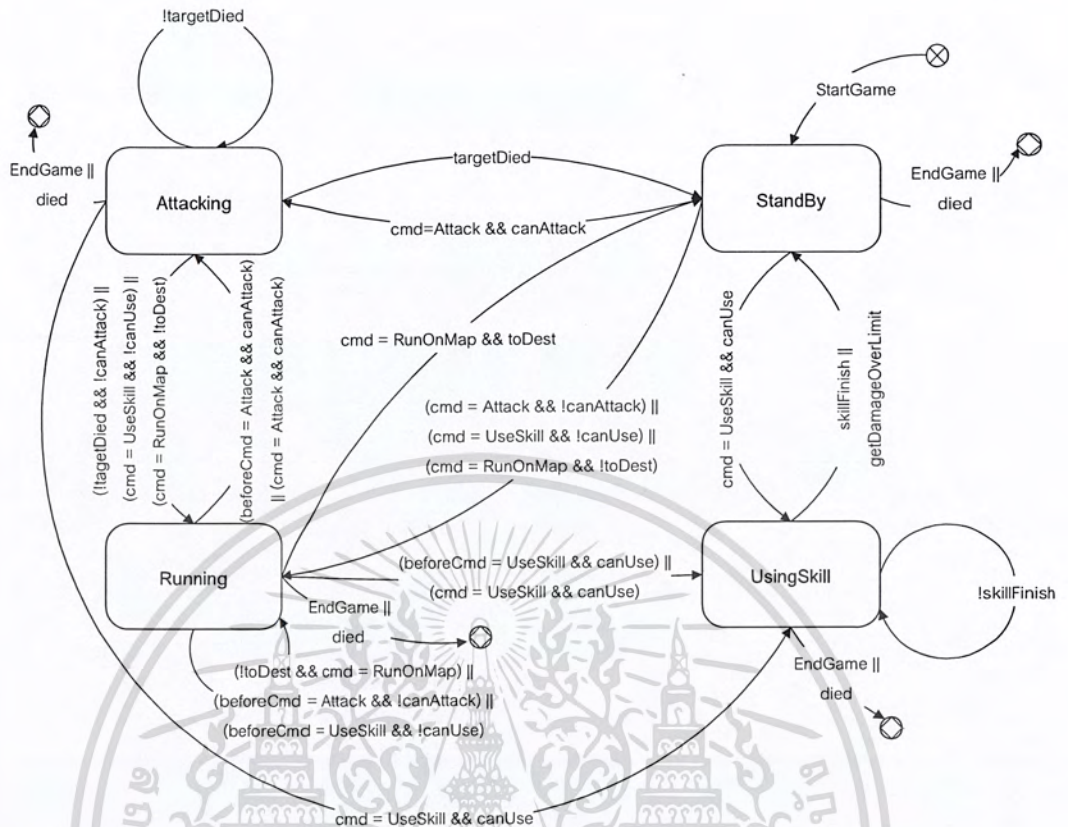 !targetDied
StartGame
EndGame ||
died
Attacking
targetDied
cmd=Attack && canAttack
StandBy
EndGame ||
died
(!tagetDied && !canAttack) ||
(cmd = UseSkill && !canUse) ||
(cmd = RunOnMap && !toDest)
(beforeCmd = Attack && canAttack)
|| (cmd = Attack && canAttack)
cmd = RunOnMap && toDest
(cmd = Attack && !canAttack) ||
(cmd = UseSkill && !canUse) ||
(cmd = RunOnMap && !toDest)
cmd = UseSkill && canUse
skillFinish ||
getDamageOverLimit
Running
(beforeCmd = UseSkill && canUse) ||
(cmd = UseSkill && canUse)
UsingSkill
!skillFinish
EndGame ||
died
(!toDest && cmd = RunOnMap) ||
(beforeCmd = Attack && !canAttack) ||
(beforeCmd = UseSkill && !canUse)
EndGame ||
died
cmd = UseSkill && canUse